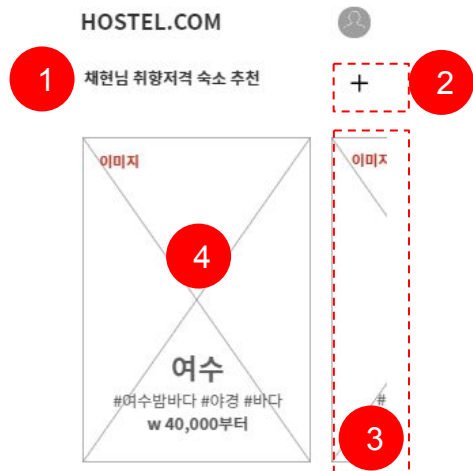 HOSTEL.COM
1 채현님 취향저격 숙소 추천 + 2
이미지
이미지
4
여수
#여수밤바다 #야경 #바다
#
₩ 40,000부터
3